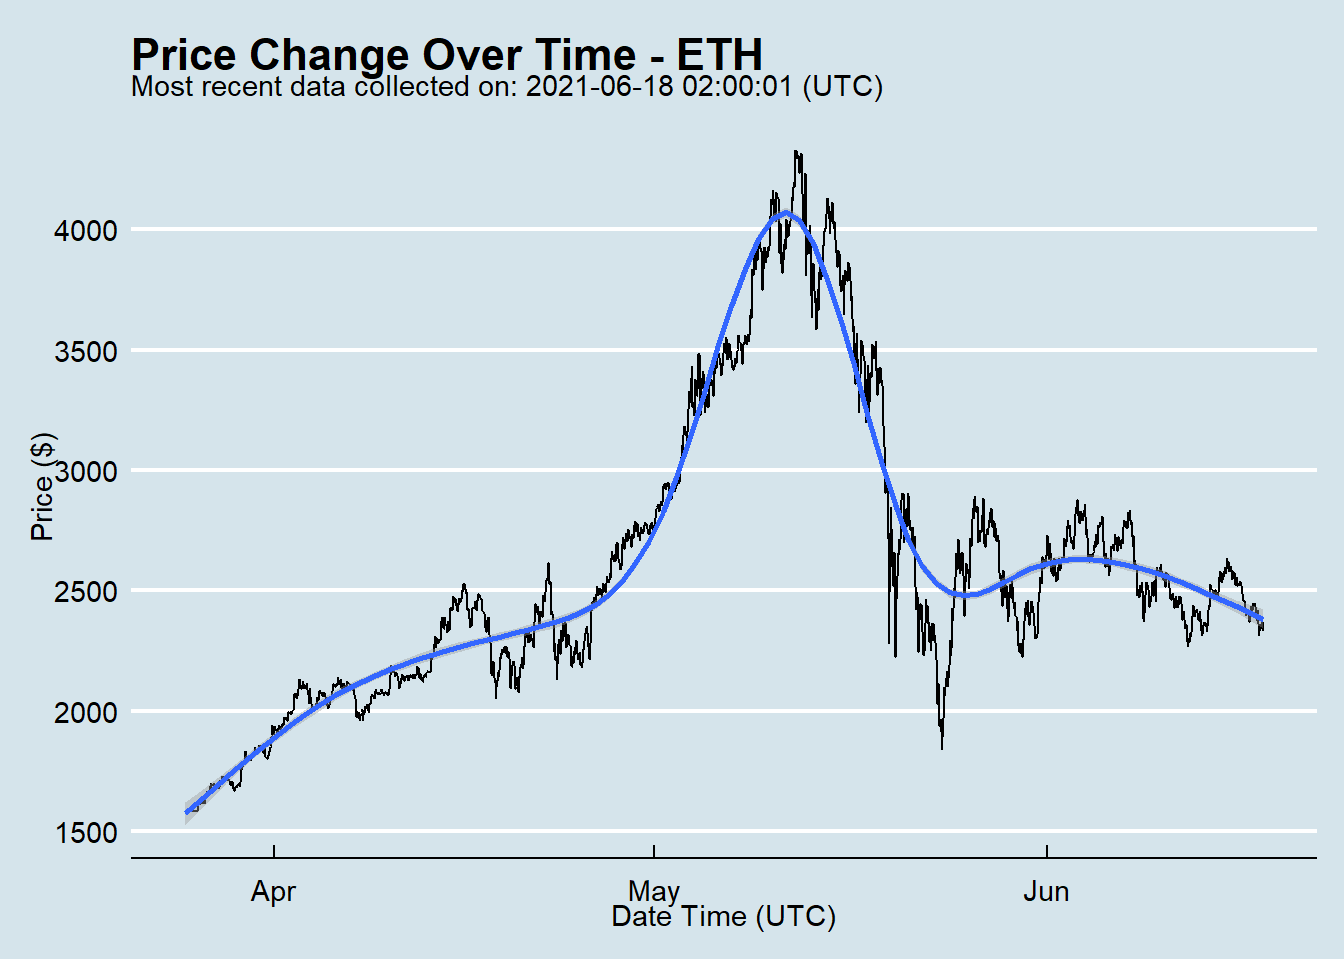 Price Change Over Time - ETH
Most recent data collected on: 2021-06-18 02:00:01 (UTC)
4000
3500
3000
2500
2000
1500
Price ($)
Apr
May
Jun
Date Time (UTC)